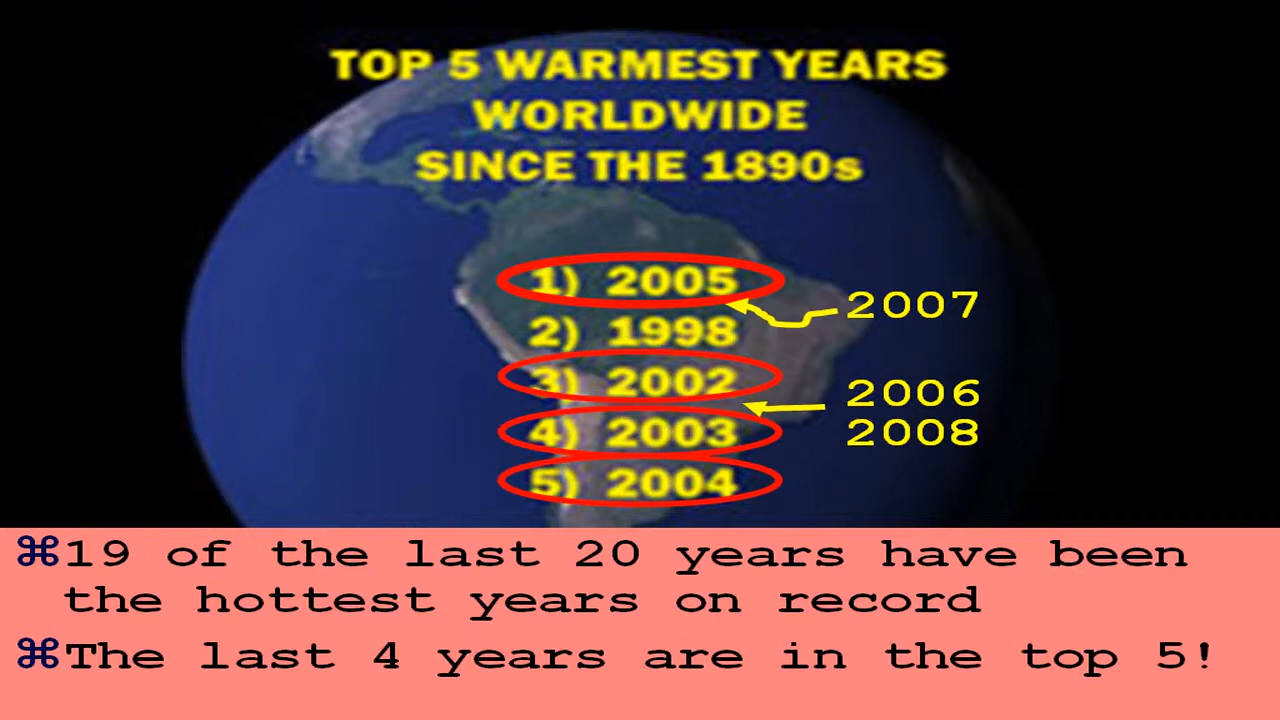 TOP 5 WARMEST YEARS
WORLDWIDE
SINCE THE 1890s
1) 2005
2007
2) 1998
3) 2002
2006
4) 2003
2008
5) 2004
⌘19 of the last 20 years have been
the hottest years on record
⌘The last 4 years are in the top 5!